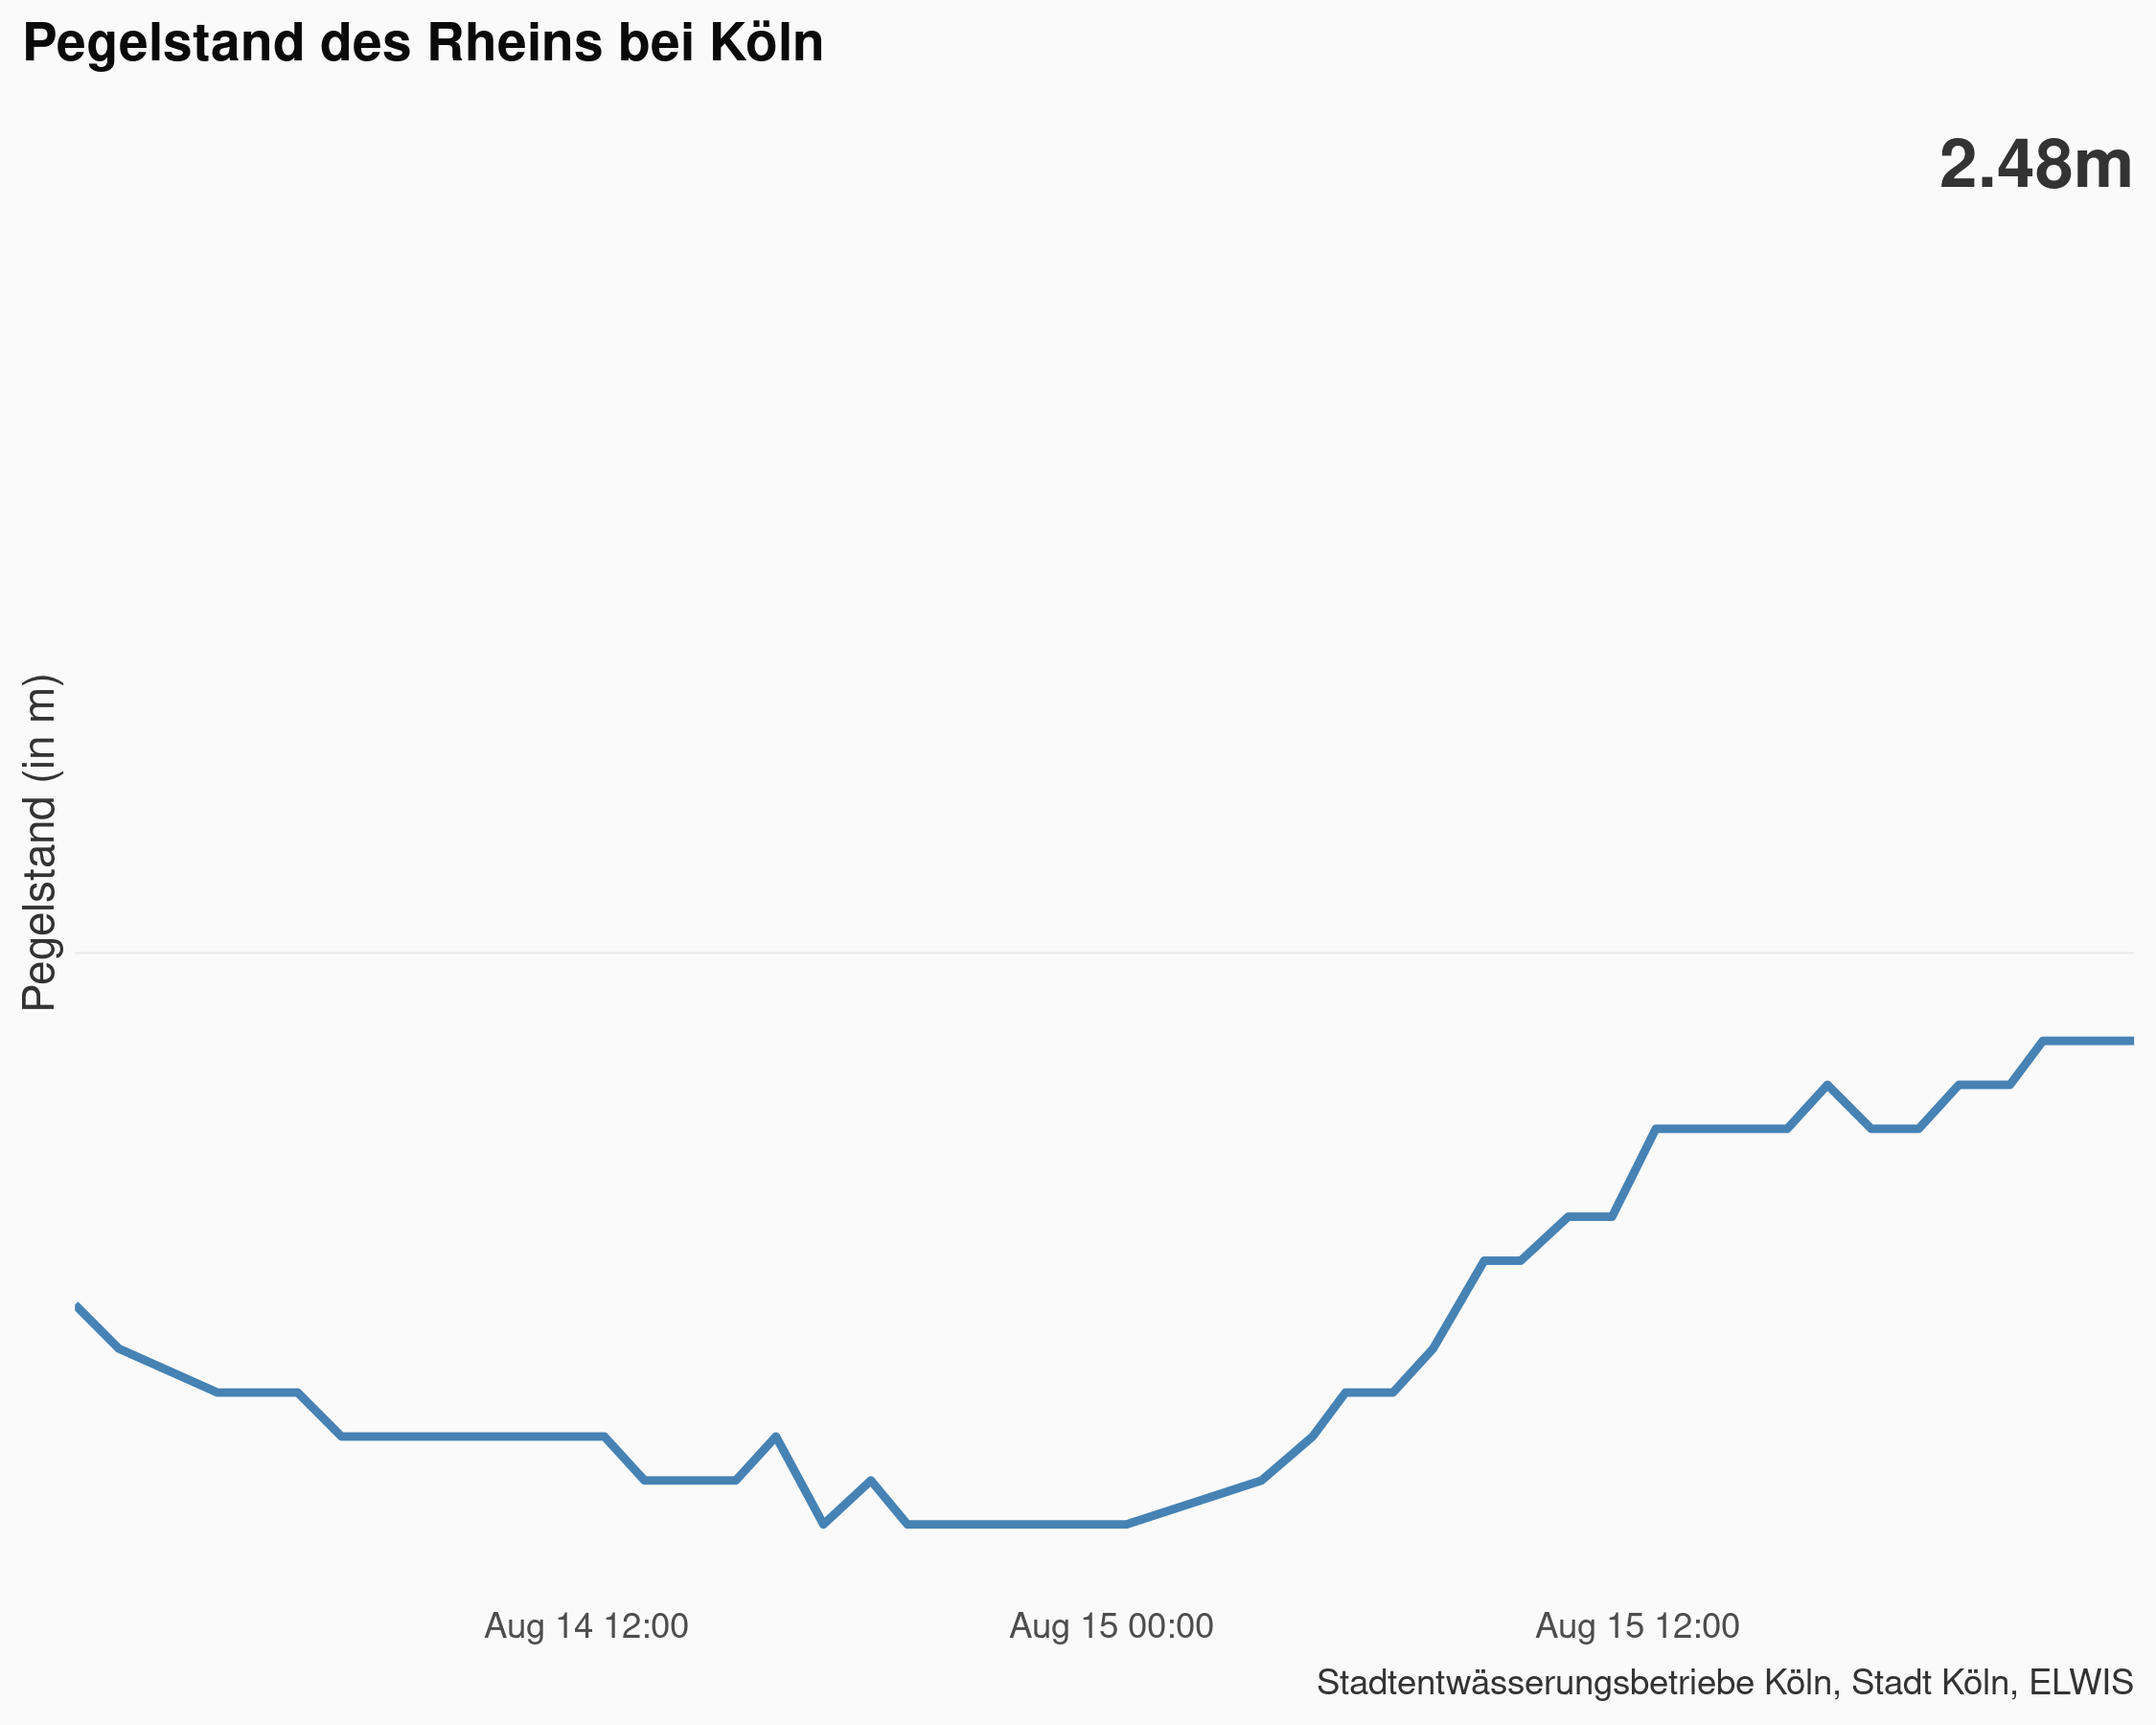 Pegelstand des Rheins bei Köln
2.48m
Pegelstand (in m)
Aug 14 12:00
Aug 15 00:00
Aug 15 12:00
Stadtentwässerungsbetriebe Köln, Stadt Köln, ELWIS